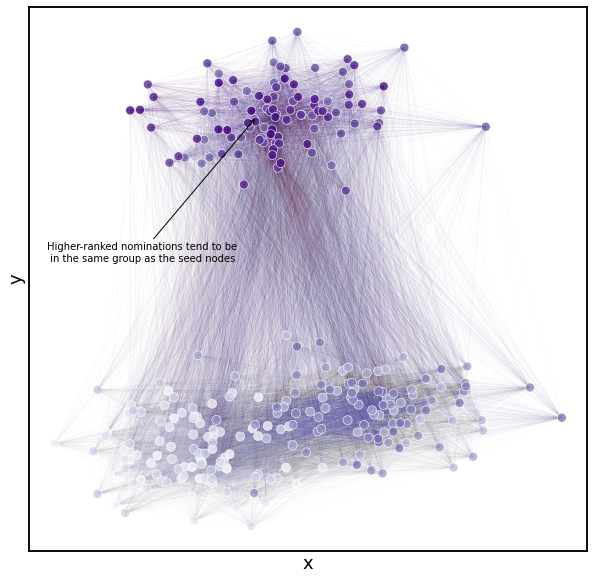 Higher-ranked nominations tend to be
in the same group as the seed nodes
y
x